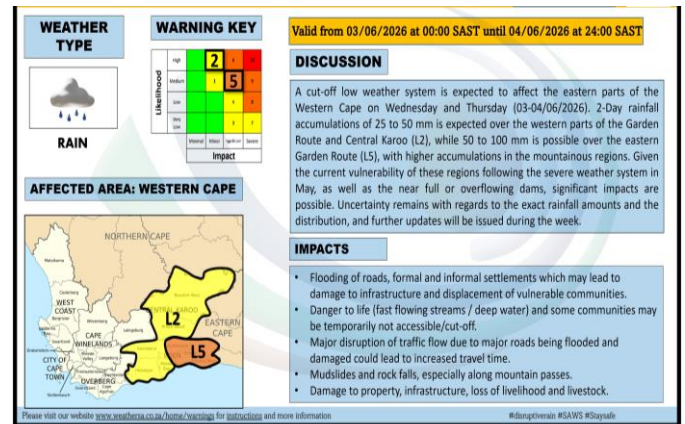 WEATHER
TYPE
RAIN
WARNING KEY
Likelihood
High
2
Medium
5
Low
Very
Low
Minimal Minor Significant Severe
Impact
AFFECTED AREA: WESTERN CAPE
NORTHERN CAPE
WEST
COAST
L2
EASTERN
CAPE
CAPE
WINELANDS
L5
CITY OF
CAPE
TOWN
OVERBERG
Valid from 03/06/2026 at 00:00 SAST until 04/06/2026 at 24:00 SAST
DISCUSSION
A cut-off low weather system is expected to affect the eastern parts of the
Western Cape on Wednesday and Thursday (03-04/06/2026). 2-Day rainfall
accumulations of 25 to 50 mm is expected over the western parts of the Garden
Route and Central Karoo (L2), while 50 to 100 mm is possible over the eastern
Garden Route (L5), with higher accumulations in the mountainous regions. Given
the current vulnerability of these regions following the severe weather system in
May, as well as the near full or overflowing dams, significant impacts are
possible. Uncertainty remains with regards to the exact rainfall amounts and the
distribution, and further updates will be issued during the week.
IMPACTS
• Flooding of roads, formal and informal settlements which may lead to
damage to infrastructure and displacement of vulnerable communities.
• Danger to life (fast flowing streams / deep water) and some communities may
be temporarily not accessible/cut-off.
• Major disruption of traffic flow due to major roads being flooded and
damaged could lead to increased travel time.
• Mudslides and rock falls, especially along mountain passes.
• Damage to property, infrastructure, loss of livelihood and livestock.
Please visit our website www.weathersa.co.za/home/warnings for instructions and more information
#disruptiverain #SAWS #Staysafe